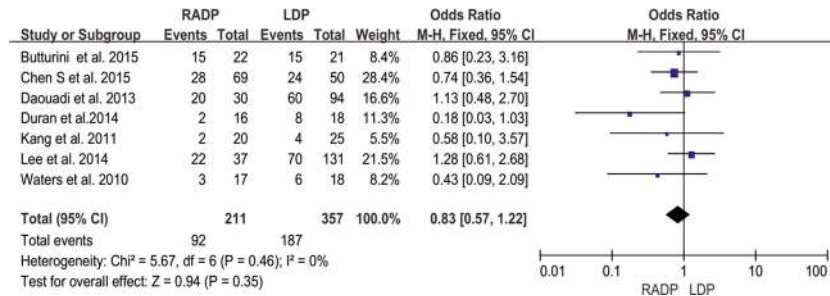 RADP LDP Odds Ratio Odds Ratio
Study or Subgroup Events Total Events Total Weight M-H, Fixed, 95% CI M-H, Fixed, 95% CI
Butturini et al. 2015 15 22 15 21 8.4% 0.86 [0.23, 3.16]
Chen S et al. 2015 28 69 24 50 28.4% 0.74 [0.36, 1.54]
Daouadi et al. 2013 20 30 60 94 16.6% 1.13 [0.48, 2.70]
Duran et al.2014 2 16 8 18 11.3% 0.18 [0.03, 1.03]
Kang et al. 2011 2 20 4 25 5.6% 0.58 [0.10, 3.57]
Lee et al. 2014 22 37 70 131 21.5% 1.28 [0.61, 2.68]
Waters et al. 2010 3 17 6 18 8.2% 0.43 [0.09, 2.09]
Total (95% CI) 211 357 100.0% 0.83 [0.57, 1.22]
Total events 92 187
Heterogeneity: Chi² = 5.67, df = 6 (P = 0.46); I² = 0%
Test for overall effect: Z = 0.94 (P = 0.35)
0.01 0.1 1 10 100
RADP LDP